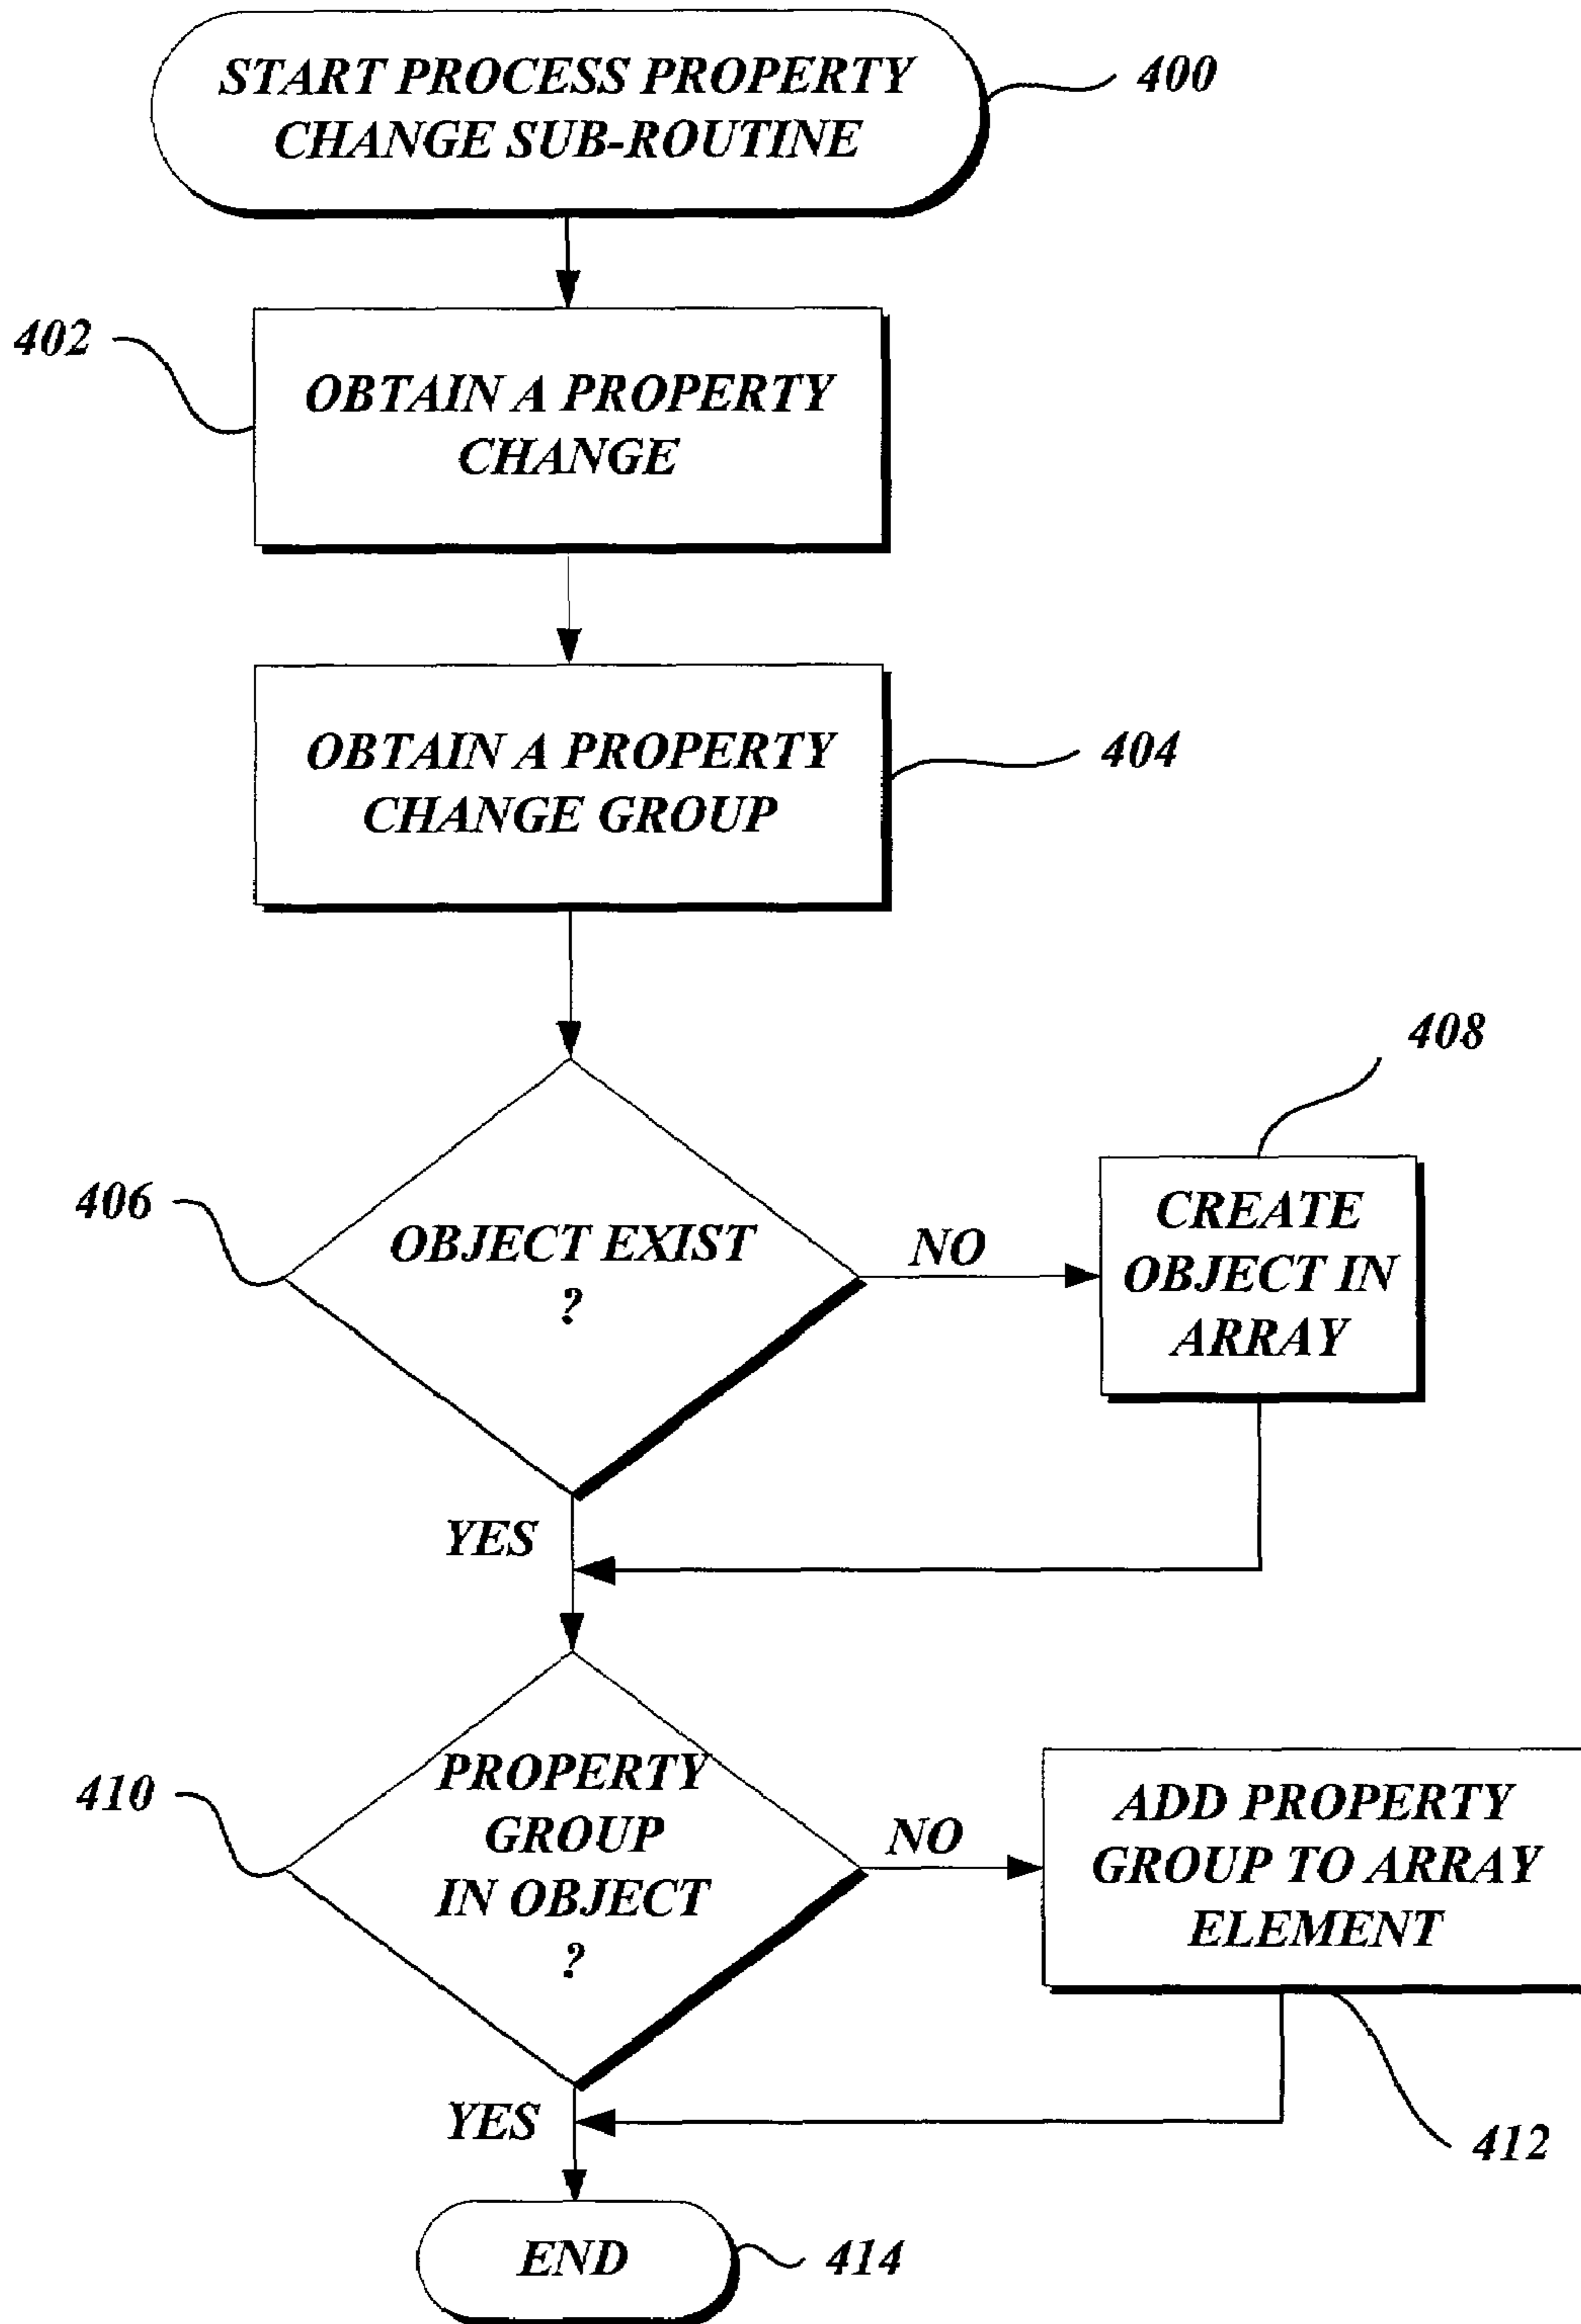 START PROCESS PROPERTY
CHANGE SUB-ROUTINE
400
402
OBTAIN A PROPERTY
CHANGE
OBTAIN A PROPERTY
CHANGE GROUP
404
408
406
OBJECT EXIST
?
NO
CREATE
OBJECT IN
ARRAY
YES
410
PROPERTY
GROUP
IN OBJECT
?
NO
ADD PROPERTY
GROUP TO ARRAY
ELEMENT
YES
412
END
414